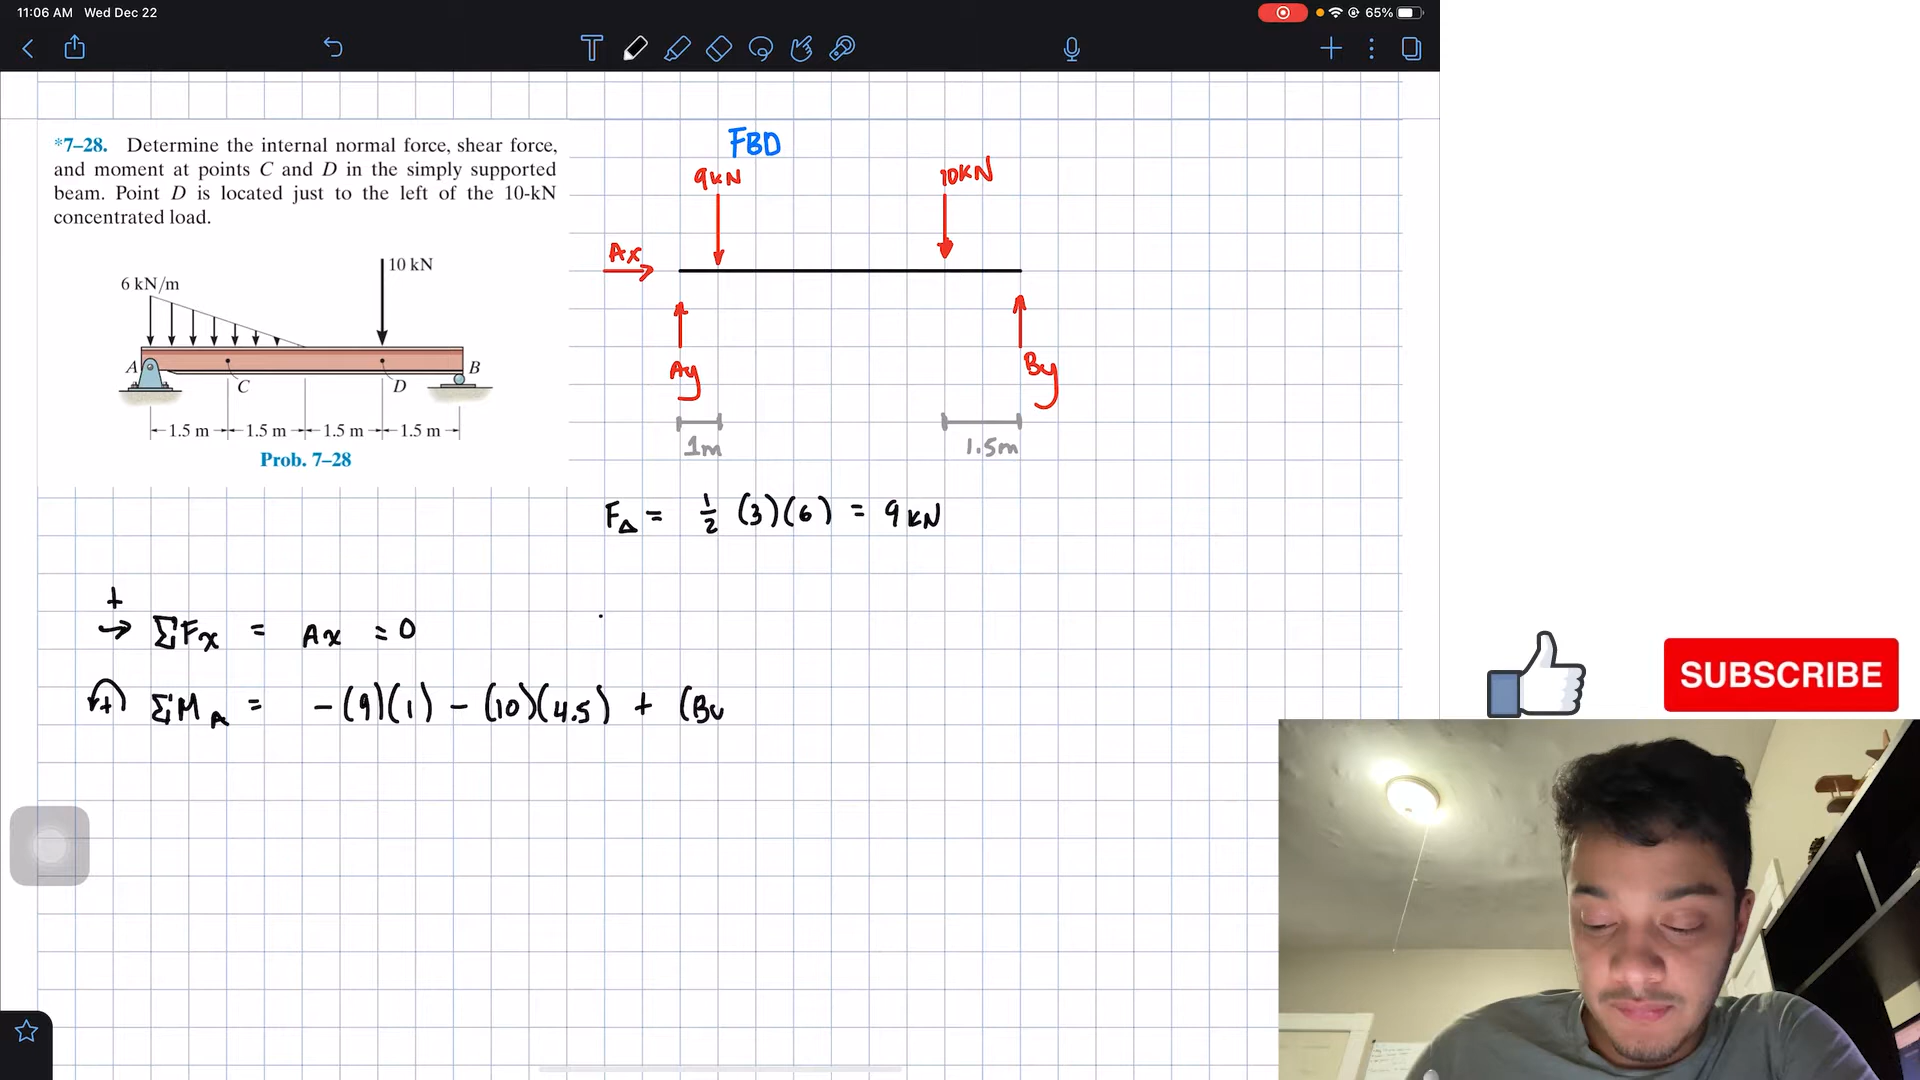 11:06 AM Wed Dec 22
65%
*7–28. Determine the internal normal force, shear force,
and moment at points C and D in the simply supported
beam. Point D is located just to the left of the 10-kN
concentrated load.
10 kN
6 kN/m
A
B
C
D
1.5 m 1.5 m 1.5 m 1.5 m
Prob. 7–28
FBD
9kN
10KN
Ax
Ay
By
1m
1.5m
FΔ = 1/2 (3)(6) = 9 kN
+
→ ΣFx = Ax = 0
+ ΣMA = -(9)(1) - (10)(4.5) + (By
SUBSCRIBE